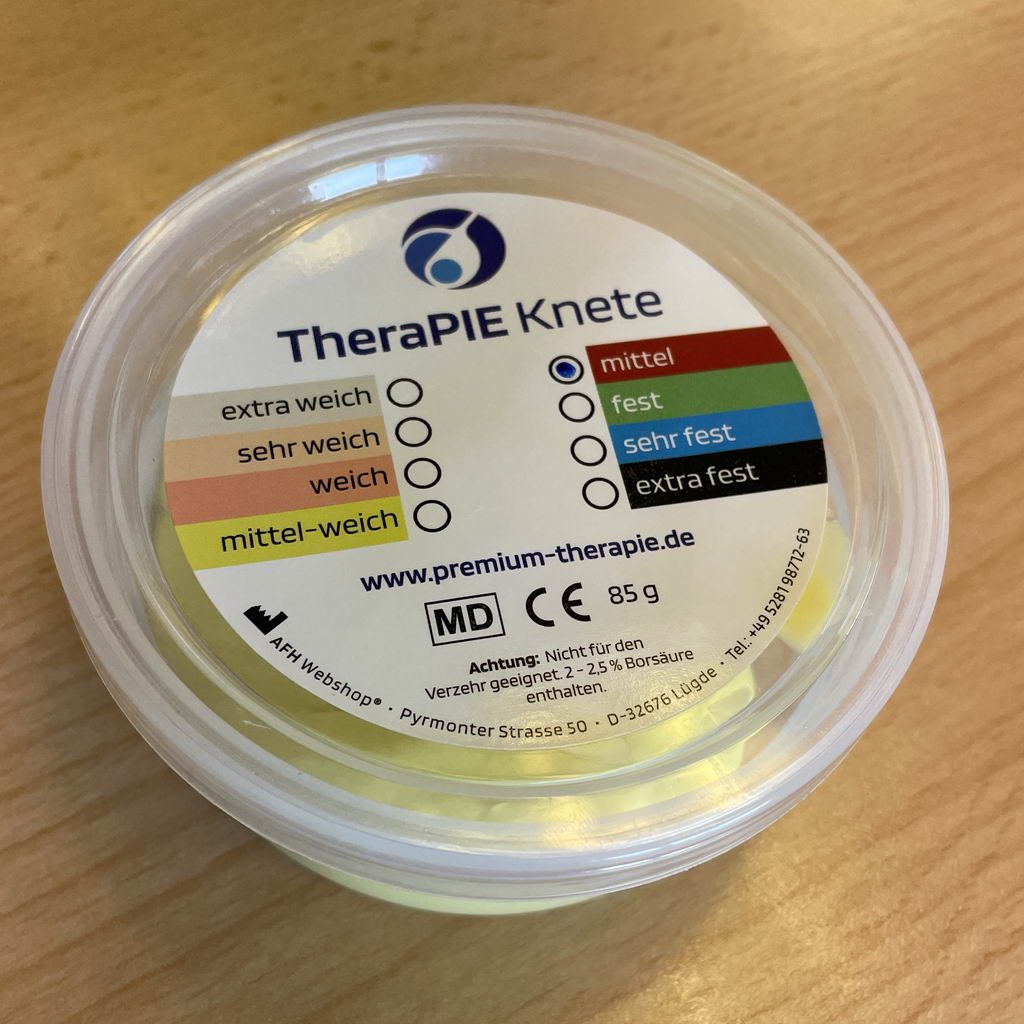 TheraPIE Knete
extra weich
sehr weich
weich
mittel-weich
mittel
fest
sehr fest
extra fest
www.premium-therapie.de
MD CE 85 g
Achtung: Nicht für den
Verzehr geeignet. 2 - 2,5 % Borsäure
enthalten.
AFH Webshop® · Pyrmonter Strasse 50 · D-32676 Lügde · Tel.: +49 5281 98712-63